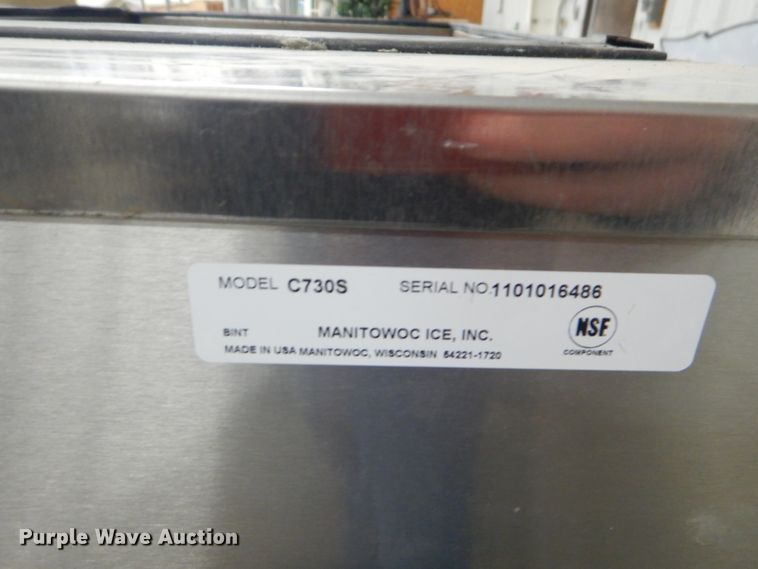 MODEL C730S SERIAL NO.1101016486
BINT MANITOWOC ICE, INC.
MADE IN USA MANITOWOC, WISCONSIN 54221-1720
NSF
COMPONENT
Purple Wave Auction